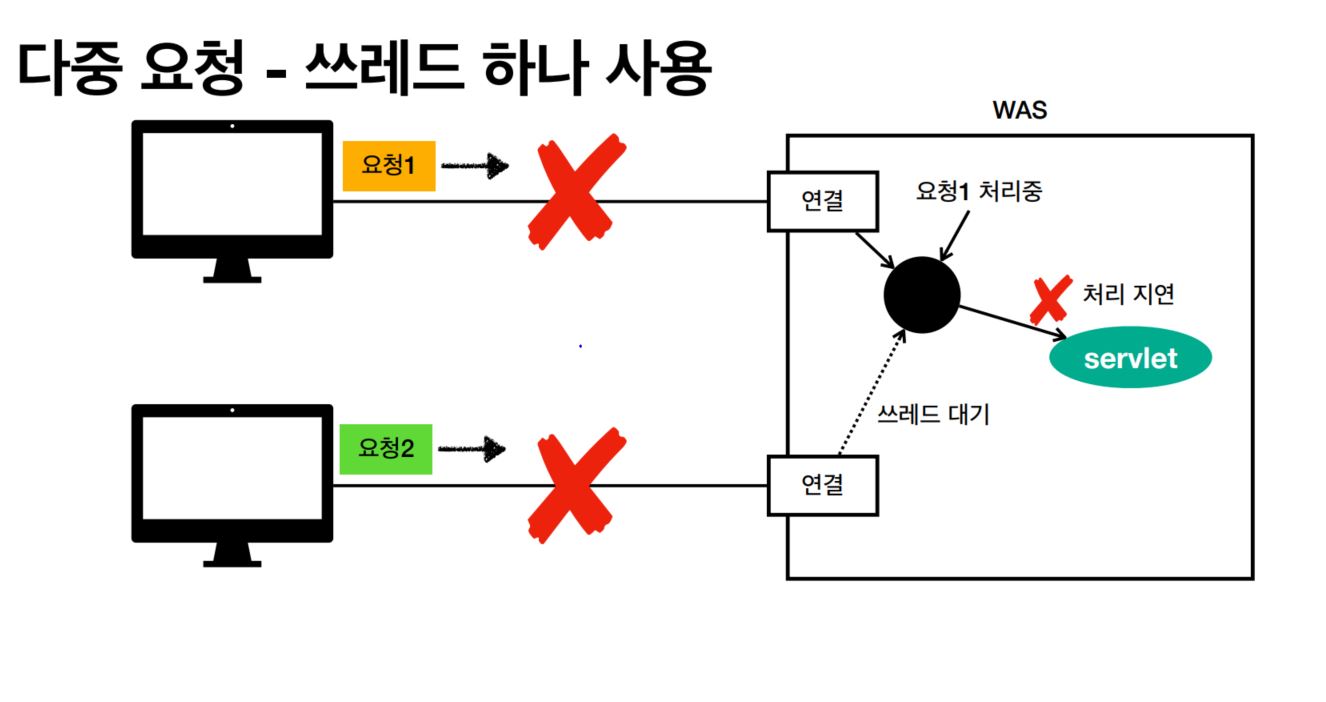 다중 요청 - 쓰레드 하나 사용
WAS
요청1
연결
요청1 처리중
처리 지연
servlet
쓰레드 대기
요청2
연결